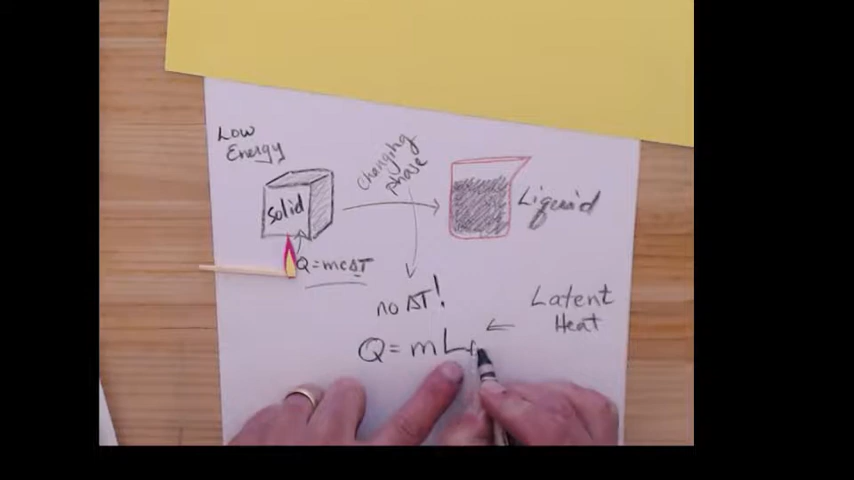 Low
Energy
Changing
Phase
Solid
Liquid
Q=mcΔT
no ΔT!
Latent
Heat
Q= mL